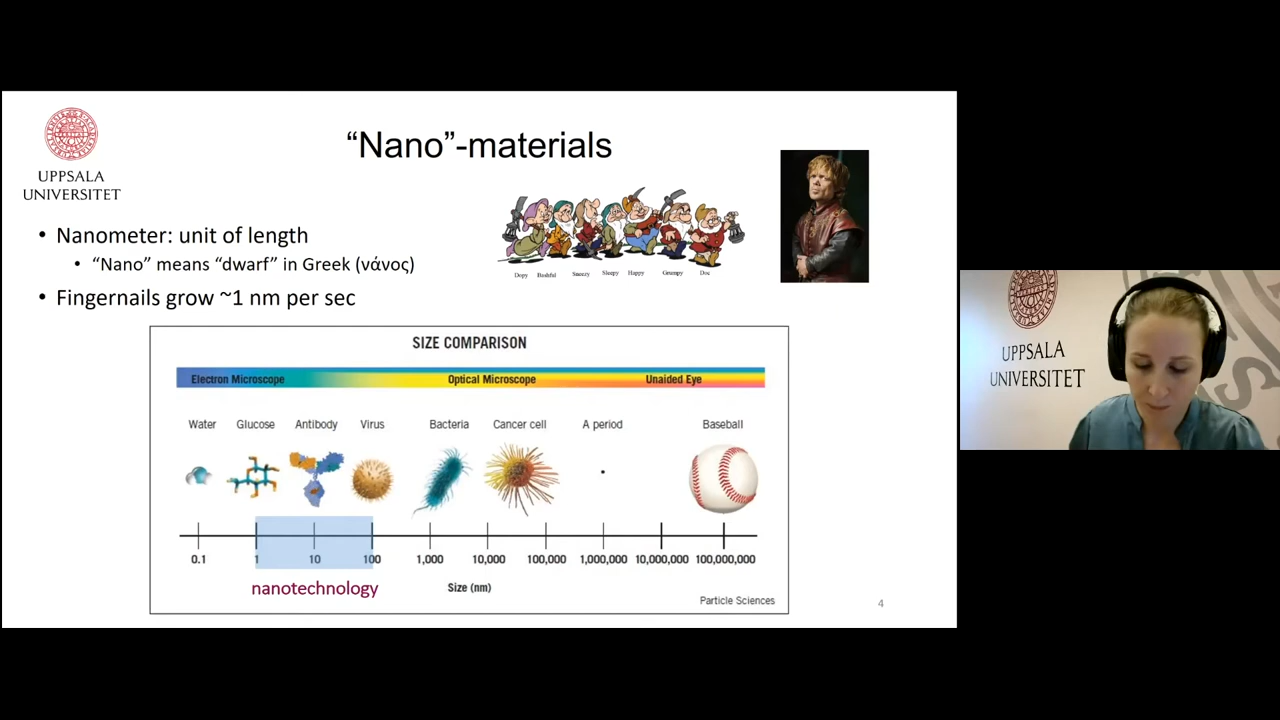 UPPSALA
UNIVERSITET
“Nano”-materials
• Nanometer: unit of length
• “Nano” means “dwarf” in Greek (νάνος)
• Fingernails grow ~1 nm per sec
Dopy Bashful Sneezy Sleepy Happy Grumpy Doc
SIZE COMPARISON
Electron Microscope Optical Microscope Unaided Eye
Water Glucose Antibody Virus Bacteria Cancer cell A period Baseball
0.1 1 10 100 1,000 10,000 100,000 1,000,000 10,000,000 100,000,000
nanotechnology
Size (nm)
Particle Sciences
4
UPPSALA
UNIVERSITET